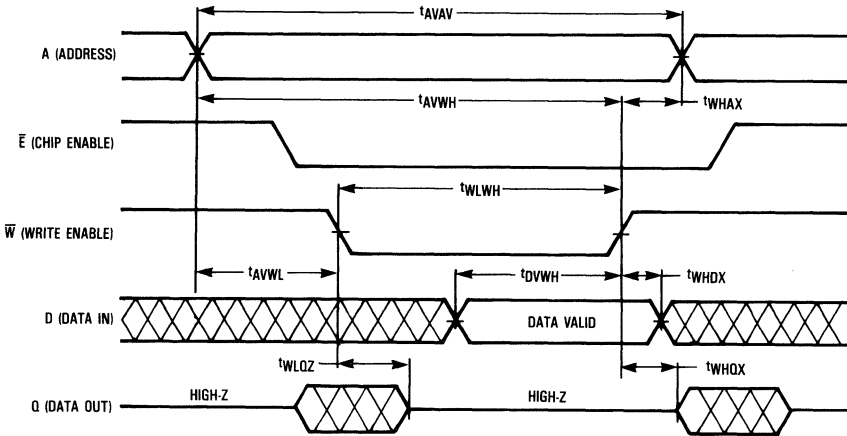 tAVAV
A (ADDRESS)
tAVWH
tWHAX
E (CHIP ENABLE)
tWLWH
W (WRITE ENABLE)
tAVWL
tDVWH
tWHDX
D (DATA IN)
DATA VALID
tWLQZ
tWHQX
Q (DATA OUT)
HIGH-Z
HIGH-Z